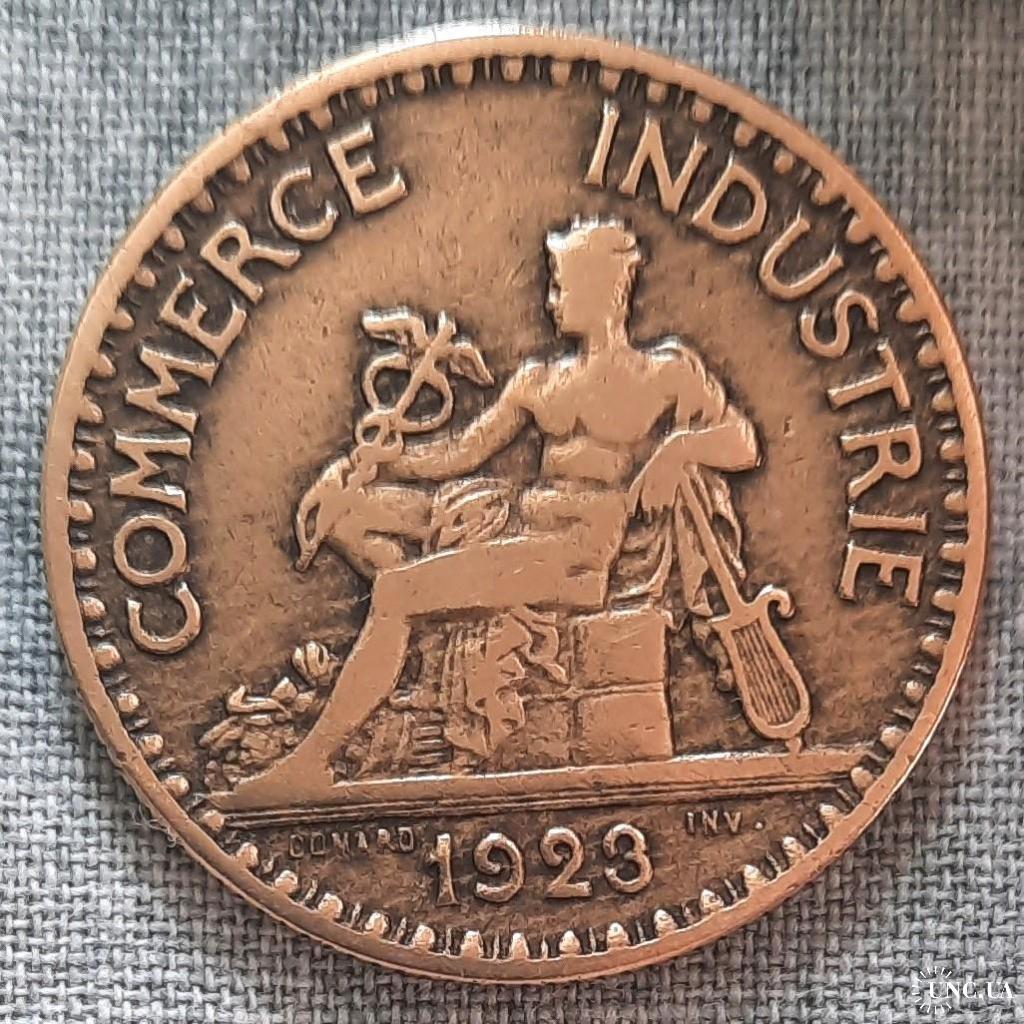 COMMERCE INDUSTRIE
DOMARD INV.
1923
UNC.UA